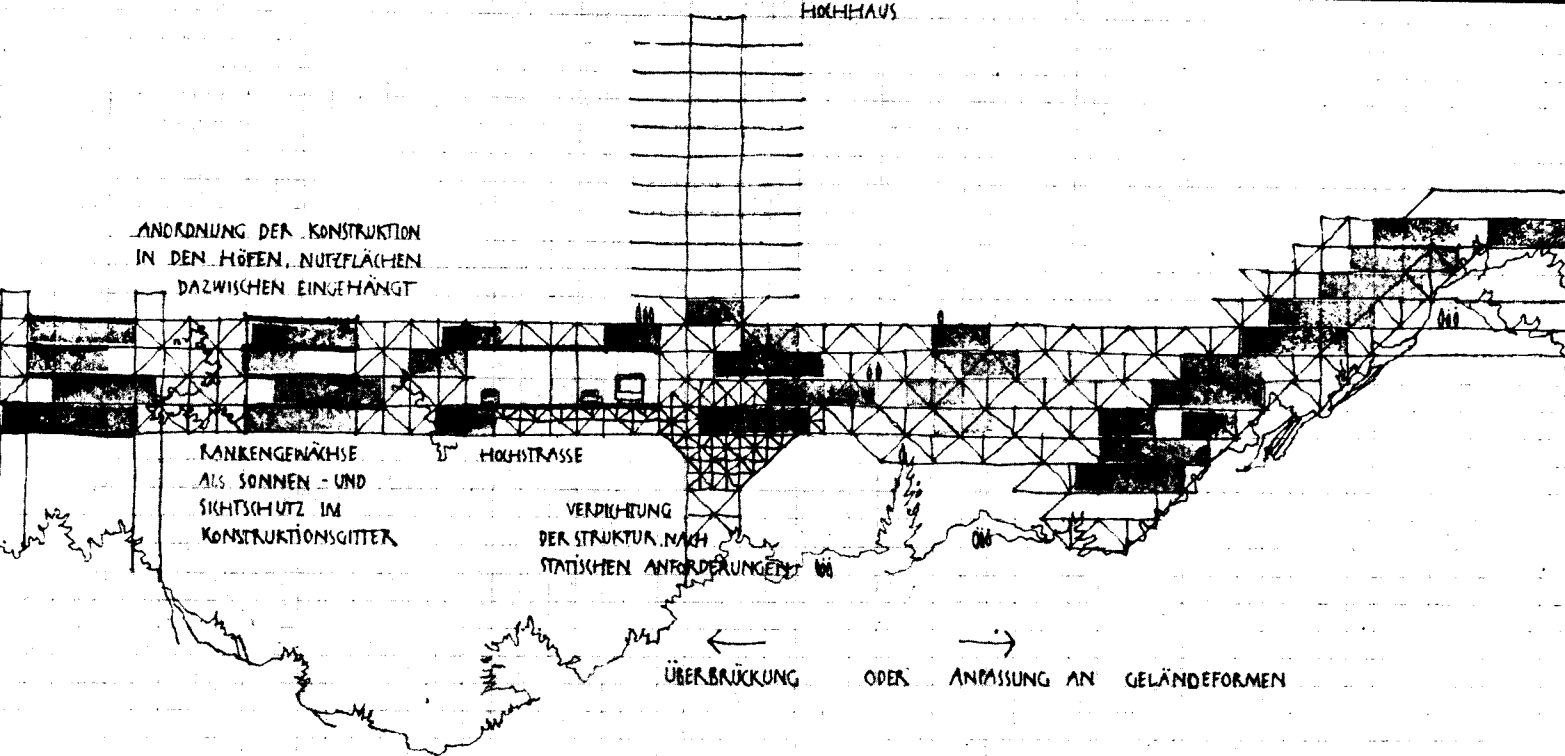 HOCHHAUS
ANORDNUNG DER KONSTRUKTION
IN DEN HÖFEN, NUTZFLÄCHEN
DAZWISCHEN EINGEHÄNGT
RANKENGEWÄCHSE
ALS SONNEN - UND
SICHTSCHUTZ IM
KONSTRUKTIONSGITTER
HOCHSTRASSE
VERDICHTUNG
DER STRUKTUR NACH
STATISCHEN ANFORDERUNGEN
ÜBERBRÜCKUNG ODER ANPASSUNG AN GELÄNDEFORMEN